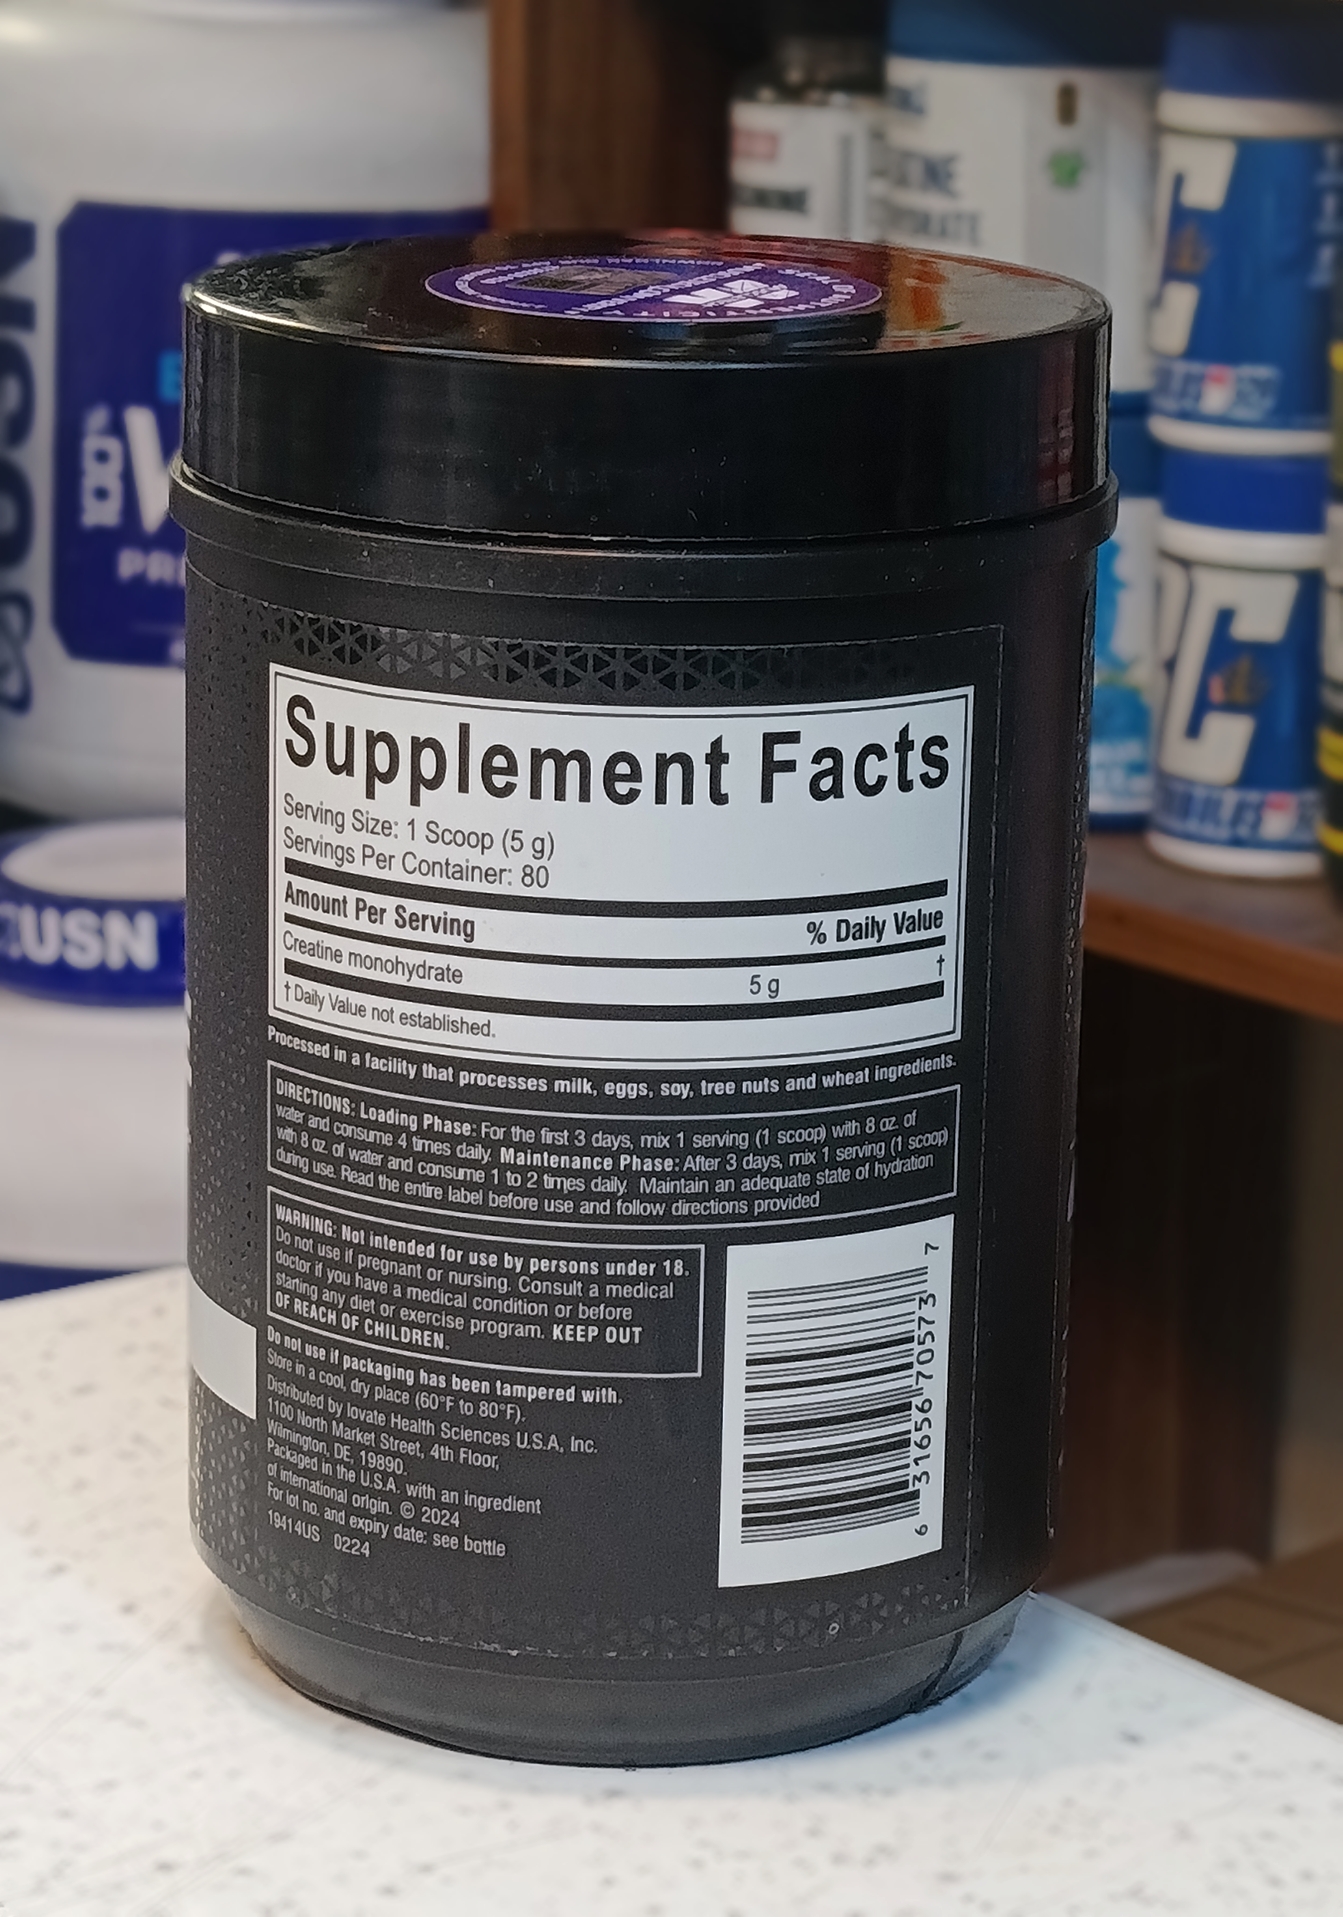 Supplement Facts
Serving Size: 1 Scoop (5 g)
Servings Per Container: 80
Amount Per Serving % Daily Value
Creatine monohydrate 5 g †
† Daily Value not established.
Processed in a facility that processes milk, eggs, soy, tree nuts and wheat ingredients.
DIRECTIONS: Loading Phase: For the first 3 days, mix 1 serving (1 scoop) with 8 oz. of
water and consume 4 times daily. Maintenance Phase: After 3 days, mix 1 serving (1 scoop)
with 8 oz. of water and consume 1 to 2 times daily. Maintain an adequate state of hydration
during use. Read the entire label before use and follow directions provided
WARNING: Not intended for use by persons under 18.
Do not use if pregnant or nursing. Consult a medical
doctor if you have a medical condition or before
starting any diet or exercise program. KEEP OUT
OF REACH OF CHILDREN.
Do not use if packaging has been tampered with.
Store in a cool, dry place (60°F to 80°F).
Distributed by Iovate Health Sciences U.S.A. Inc.
1100 North Market Street, 4th Floor,
Wilmington, DE, 19890.
Packaged in the U.S.A. with an ingredient
of international origin. © 2024
For lot no. and expiry date: see bottle
19414US 0224
6 31656 70573 7
USN
USN
100%